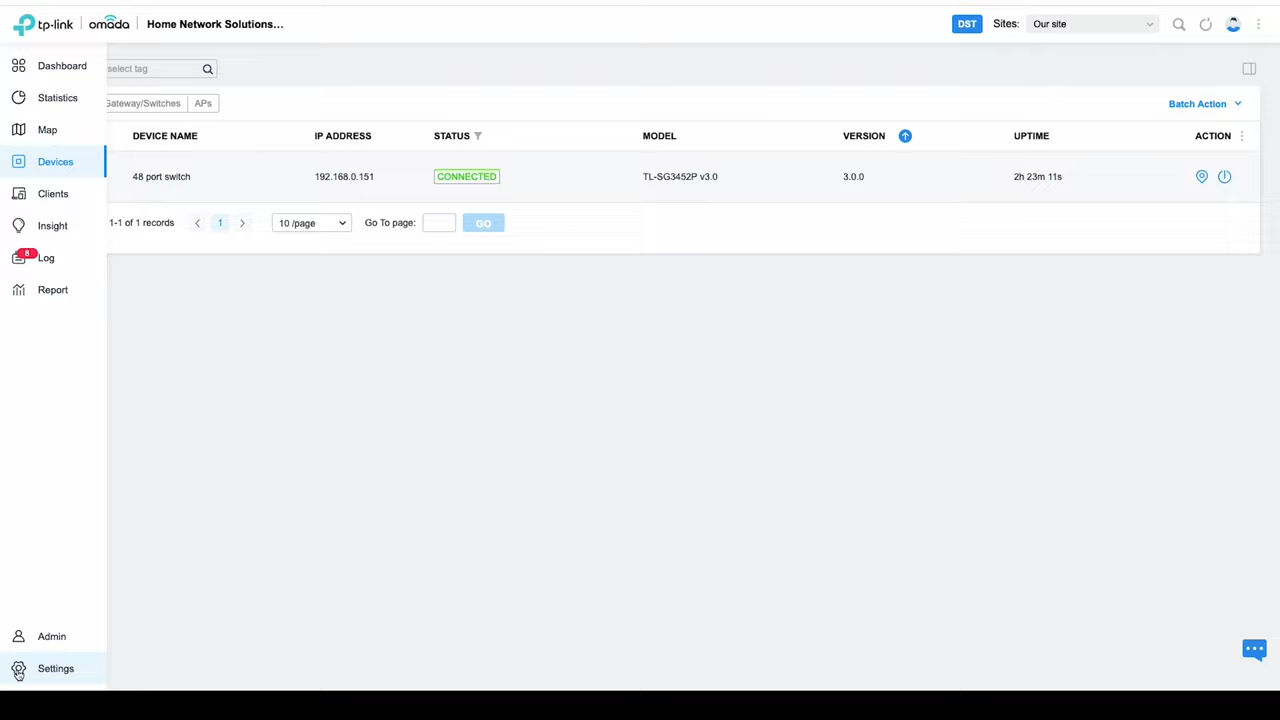 tp-link | omada | Home Network Solutions...
DST Sites: Our site
Dashboard
Statistics
Map
Devices
Clients
Insight
8
Log
Report
Admin
Settings
select tag
Gateway/Switches APs
Batch Action
DEVICE NAME IP ADDRESS STATUS MODEL VERSION UPTIME ACTION
48 port switch 192.168.0.151 CONNECTED TL-SG3452P v3.0 3.0.0 2h 23m 11s
1-1 of 1 records < 1 > 10 /page Go To page: GO